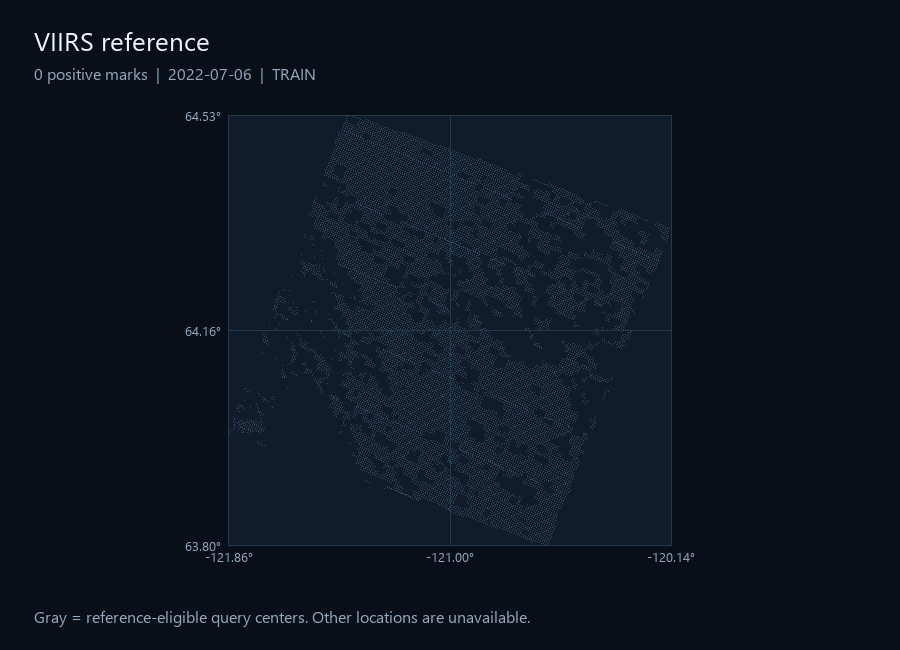 VIIRS reference
0 positive marks | 2022-07-06 | TRAIN
64.53°
64.16°
63.80°
-121.86°
-121.00°
-120.14°
Gray = reference-eligible query centers. Other locations are unavailable.